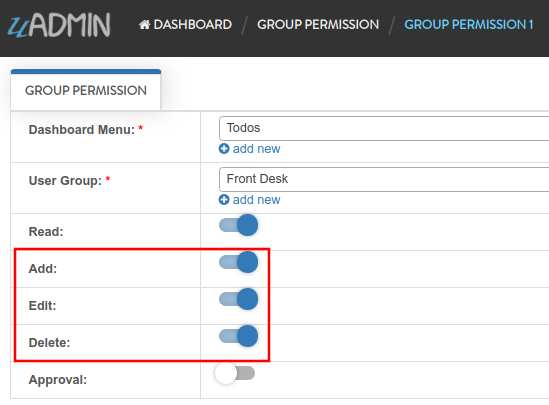 uADMIN DASHBOARD / GROUP PERMISSION / GROUP PERMISSION 1
GROUP PERMISSION
Dashboard Menu: * Todos
add new
User Group: * Front Desk
add new
Read:
Add:
Edit:
Delete:
Approval: